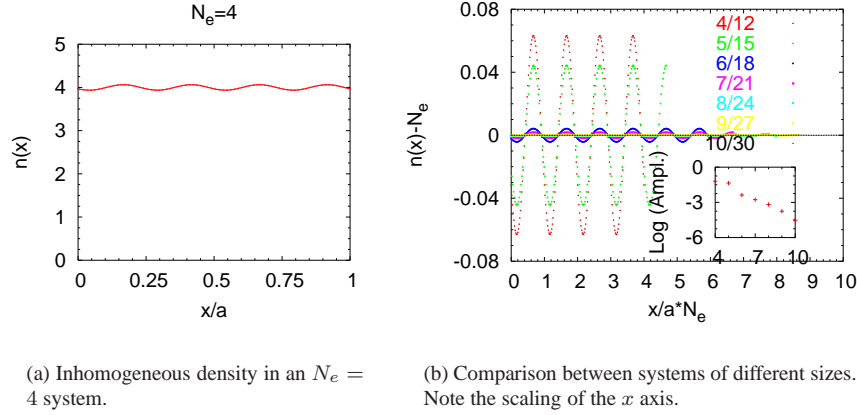 N_e=4
5
4
3
2
1
0
n(x)
0 0.25 0.5 0.75 1
x/a
0.08
0.04
0
-0.04
-0.08
n(x)-N_e
4/12
5/15
6/18
7/21
8/24
9/27
10/30
0
-3
-6
Log (Ampl.)
4 7 10
0 1 2 3 4 5 6 7 8 9 10
x/a*N_e
(a) Inhomogeneous density in an N_e =
4 system.
(b) Comparison between systems of different sizes.
Note the scaling of the x axis.